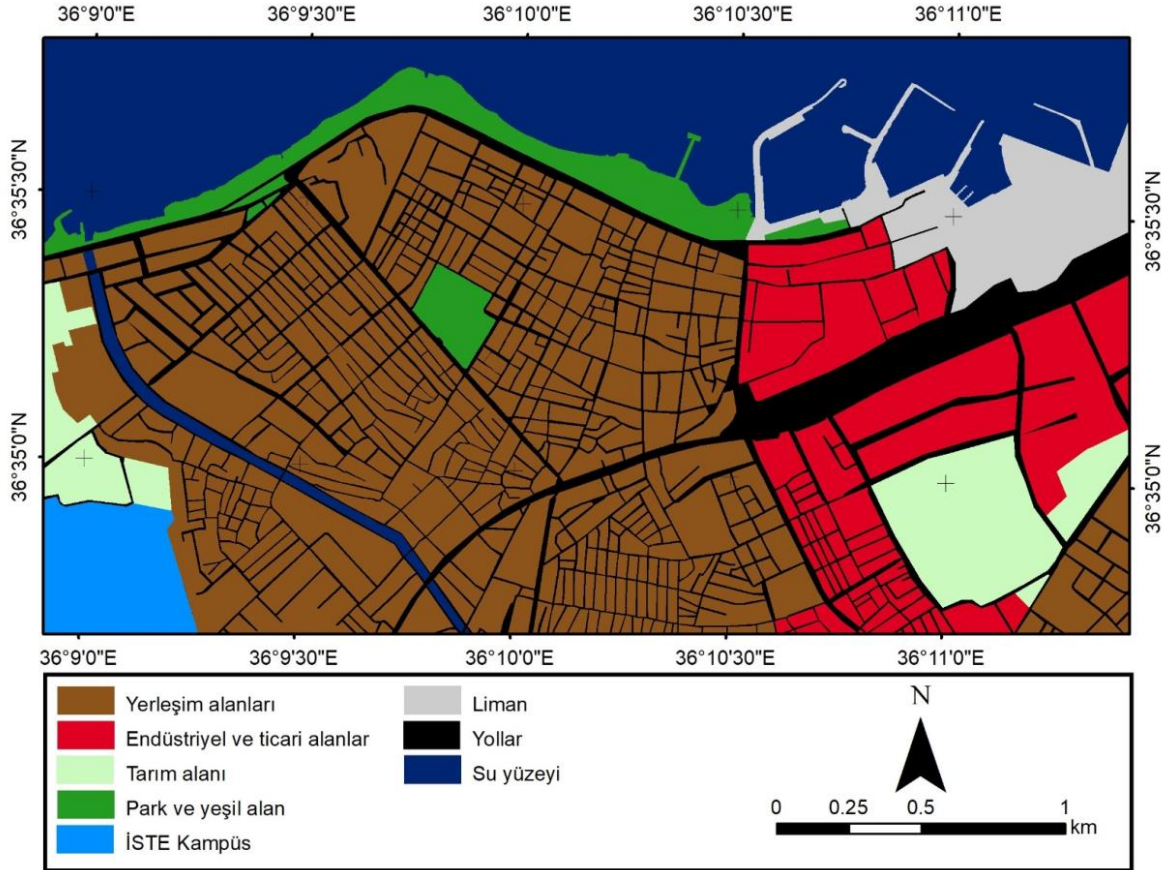 36°9'0"E 36°9'30"E 36°10'0"E 36°10'30"E 36°11'0"E
36°35'30"N 36°35'30"N
36°35'0"N 36°35'0"N
36°9'0"E 36°9'30"E 36°10'0"E 36°10'30"E 36°11'0"E
Yerleşim alanları
Endüstriyel ve ticari alanlar
Tarım alanı
Park ve yeşil alan
İSTE Kampüs
Liman
Yollar
Su yüzeyi
N
0 0.25 0.5 1
km